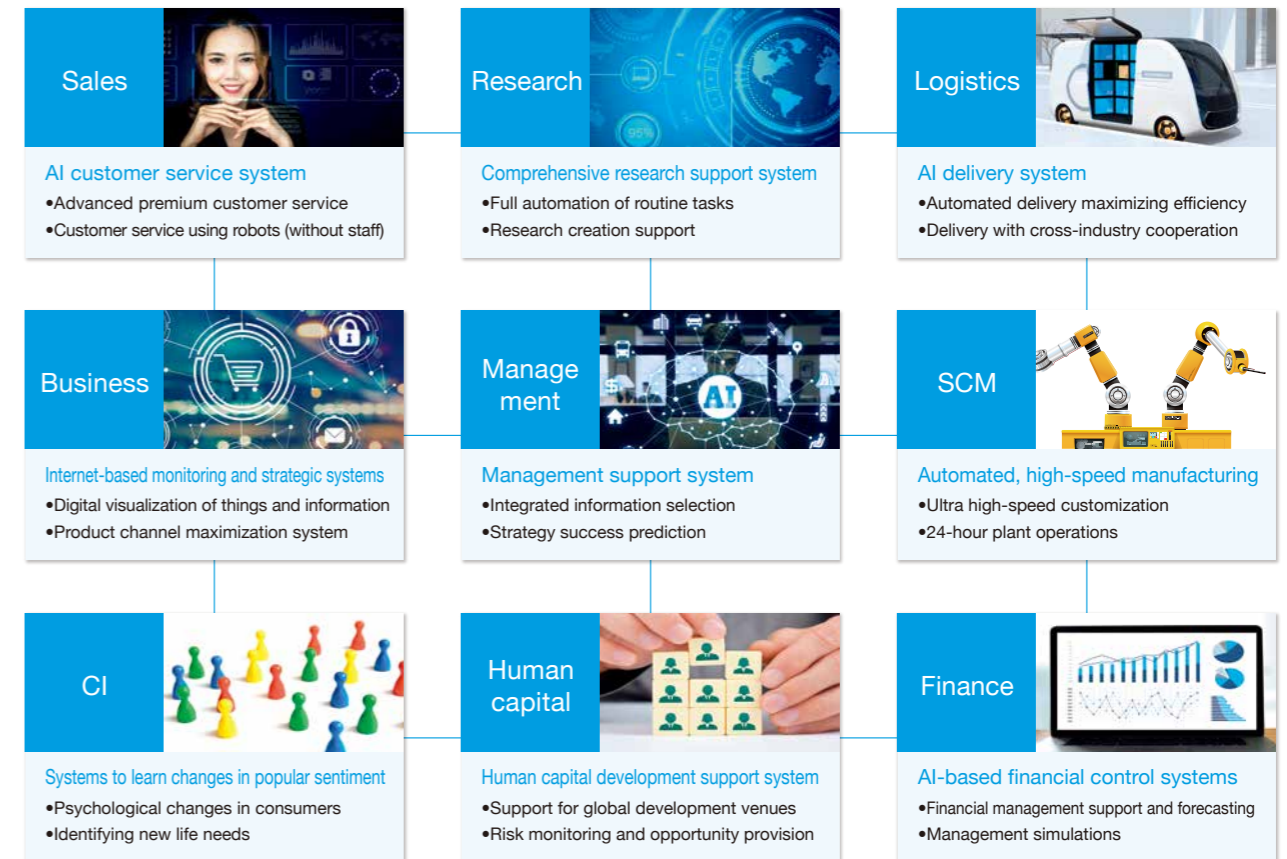 Sales
AI customer service system
•Advanced premium customer service
•Customer service using robots (without staff)
Research
95%
Comprehensive research support system
•Full automation of routine tasks
•Research creation support
Logistics
AI delivery system
•Automated delivery maximizing efficiency
•Delivery with cross-industry cooperation
Business
Internet-based monitoring and strategic systems
•Digital visualization of things and information
•Product channel maximization system
Manage
ment
AI
Management support system
•Integrated information selection
•Strategy success prediction
SCM
Automated, high-speed manufacturing
•Ultra high-speed customization
•24-hour plant operations
CI
Systems to learn changes in popular sentiment
•Psychological changes in consumers
•Identifying new life needs
Human
capital
Human capital development support system
•Support for global development venues
•Risk monitoring and opportunity provision
Finance
AI-based financial control systems
•Financial management support and forecasting
•Management simulations